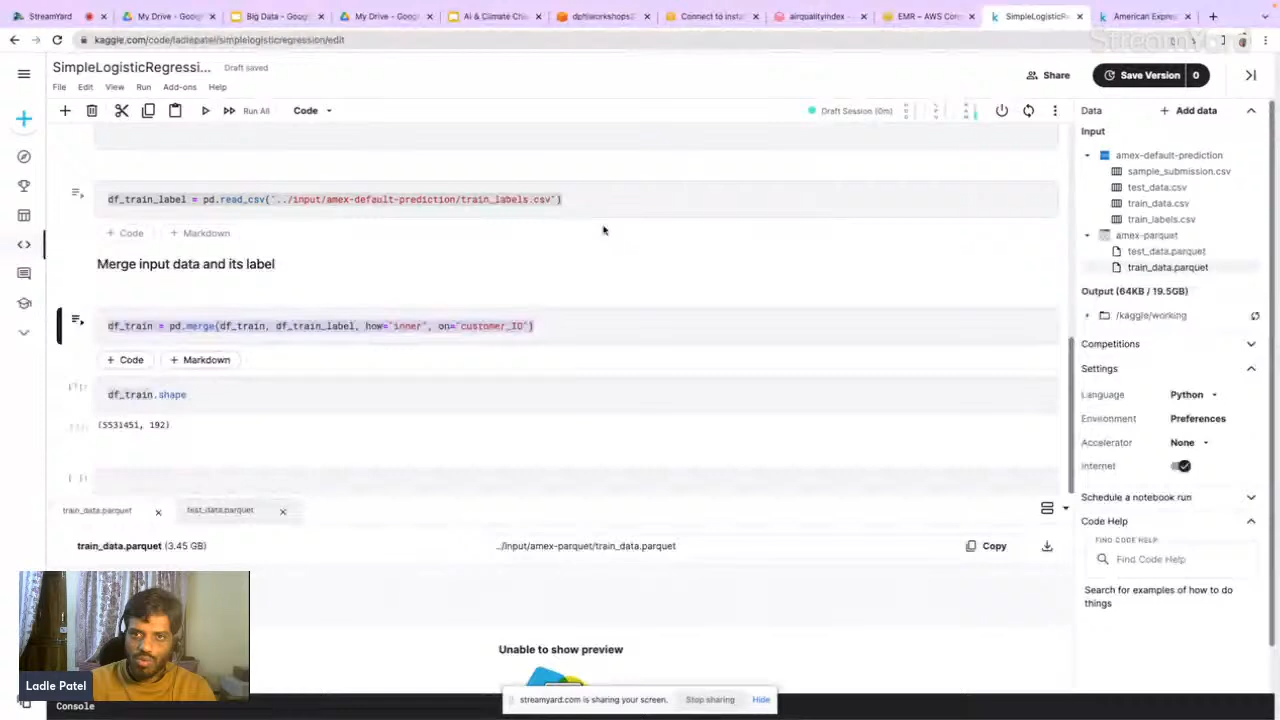 StreamYard
My Drive - Googl
Big Data - Googl
My Drive - Googl
Ai & Climate Ch
dphiworkshops
Connect to insta
airqualityindex -
EMR – AWS Con
SimpleLogisticRe
American Expre
kaggle.com/code/ladlepatel/simplelogisticregression/edit
StreamYard
SimpleLogisticRegressi... Draft saved
Share
Save Version 0
File Edit View Run Add-ons Help
Run All Code
Draft Session (0m)
df_train_label = pd.read_csv("../input/amex-default-prediction/train_labels.csv")
+ Code + Markdown
Merge input data and its label
df_train = pd.merge(df_train, df_train_label, how="inner", on="customer_ID")
+ Code + Markdown
df_train.shape
(5531451, 192)
[ ]
train_data.parquet
test_data.parquet
train_data.parquet (3.45 GB)
../input/amex-parquet/train_data.parquet
Copy
Unable to show preview
Data
+ Add data
Input
amex-default-prediction
sample_submission.csv
test_data.csv
train_data.csv
train_labels.csv
amex-parquet
test_data.parquet
train_data.parquet
Output (64KB / 19.5GB)
/kaggle/working
Competitions
Settings
Language Python
Environment Preferences
Accelerator None
Internet
Schedule a notebook run
Code Help
FIND CODE HELP
Find Code Help
Search for examples of how to do
things
Ladle Patel
streamyard.com is sharing your screen. Stop sharing Hide
Console